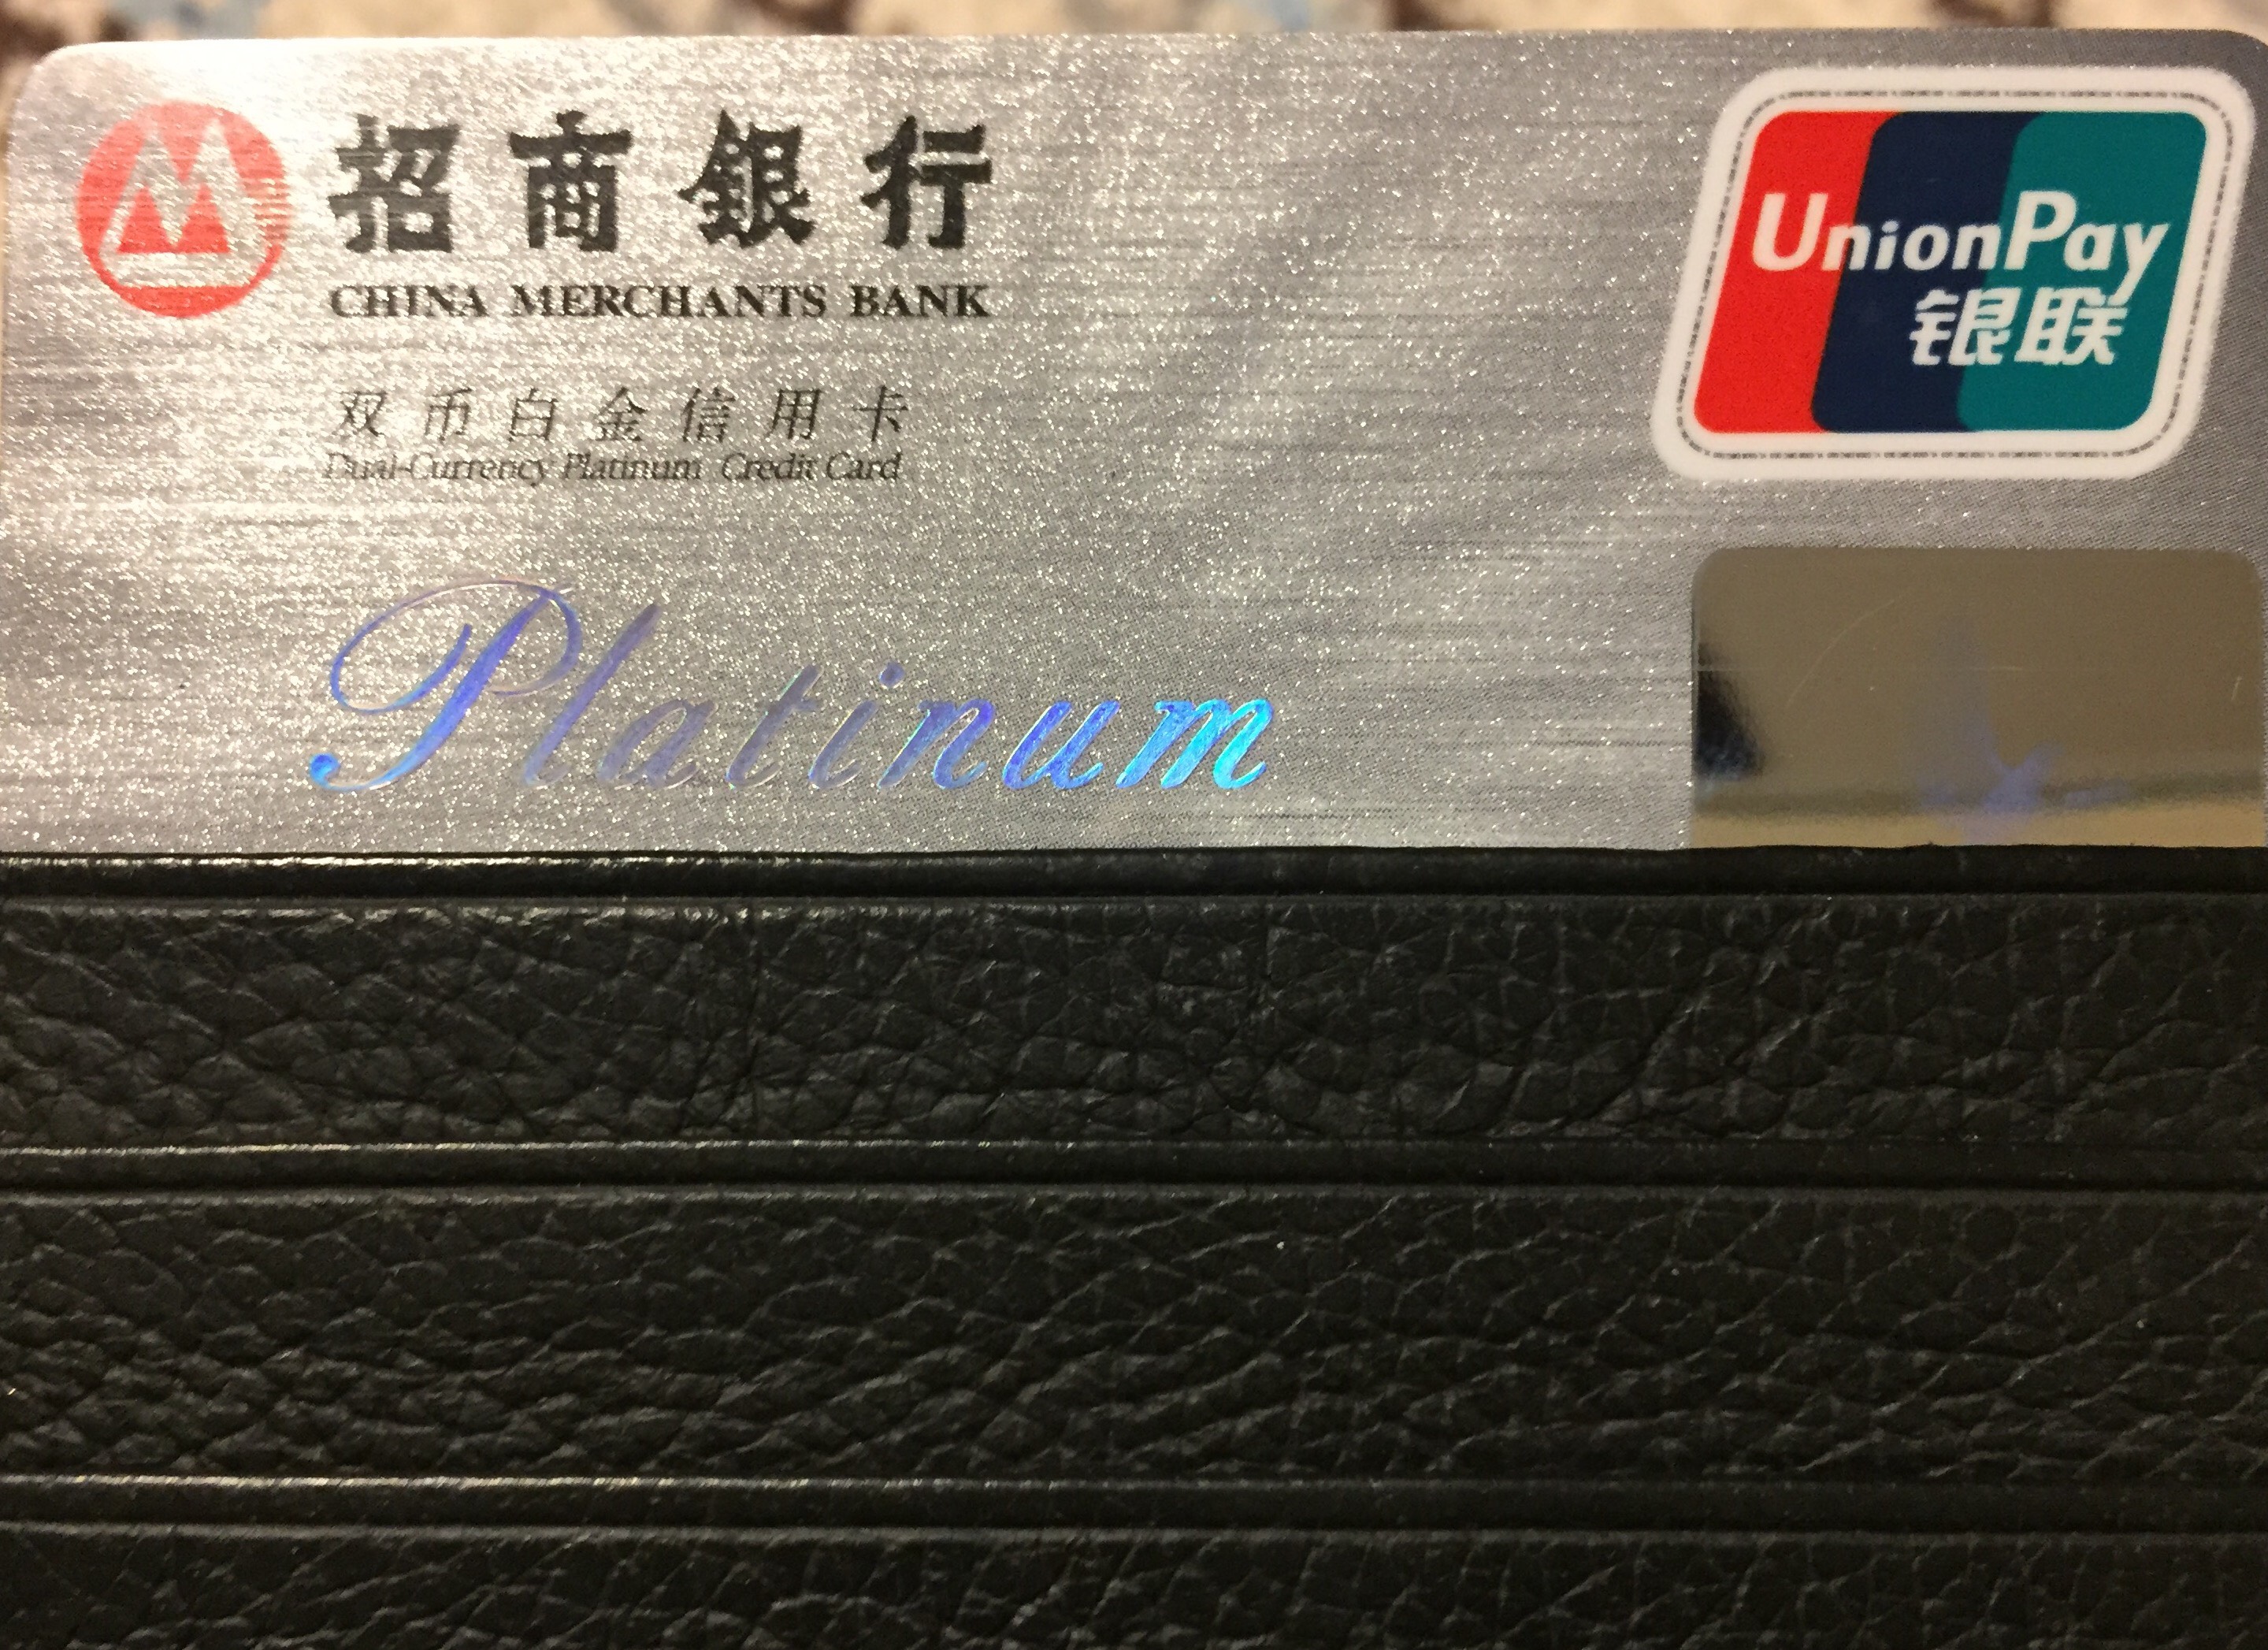 招商银行
CHINA MERCHANTS BANK
双币白金信用卡
Dual-Currency Platinum Credit Card
Platinum
UnionPay
银联